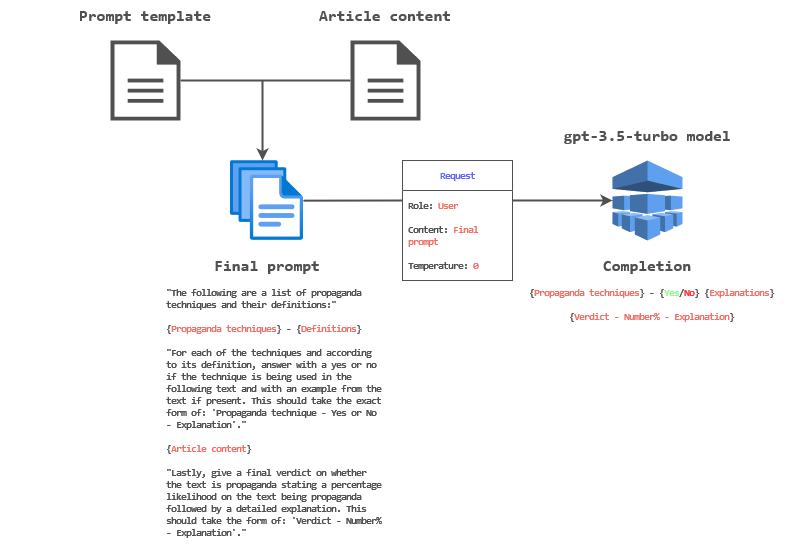 Prompt template
Article content
gpt-3.5-turbo model
Request
Role: User
Content: Final
prompt
Temperature: 0
Final prompt
Completion
"The following are a list of propaganda
techniques and their definitions:"
{Propaganda techniques} - {Definitions}
"For each of the techniques and according
to its definition, answer with a yes or no
if the technique is being used in the
following text and with an example from the
text if present. This should take the exact
form of: 'Propaganda technique - Yes or No
- Explanation'."
{Article content}
"Lastly, give a final verdict on whether
the text is propaganda stating a percentage
likelihood on the text being propaganda
followed by a detailed explanation. This
should take the form of: 'Verdict - Number%
- Explanation'."
{Propaganda techniques} - {Yes/No} {Explanations}
{Verdict - Number% - Explanation}